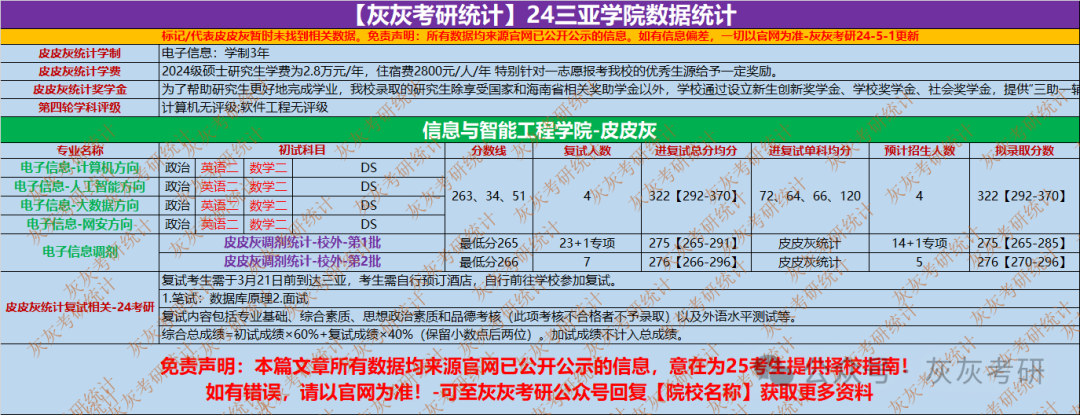 【灰灰考研统计】24三亚学院数据统计
标记/代表皮皮灰暂时未找到相关数据。免责声明：所有数据均来源官网已公开公示的信息。如有信息偏差，一切以官网为准-灰灰考研24-5-1更新
皮皮灰统计学制 电子信息：学制3年
皮皮灰统计学费 2024级硕士研究生学费为2.8万元/年，住宿费2800元/人/年 特别针对一志愿报考我校的优秀生源给予一定奖励。
皮皮灰统计奖学金 为了帮助研究生更好地完成学业，我校录取的研究生除享受国家和海南省相关奖助学金以外，学校通过设立新生创新奖学金、学校奖学金、社会奖学金，提供"三助一辅
第四轮学科评级 计算机无评级;软件工程无评级
信息与智能工程学院-皮皮灰
专业名称 初试科目 分数线 复试人数 进复试总分均分 进复试单科均分 预计招生人数 拟录取分数
电子信息-计算机方向 政治 英语二 数学二 DS
电子信息-人工智能方向 政治 英语二 数学二 DS
263、34、51 4 322【292-370】 72、64、66、120 4 322【292-370】
电子信息-大数据方向 政治 英语二 数学二 DS
电子信息-网安方向 政治 英语二 数学二 DS
电子信息调剂 皮皮灰调剂统计-校外-第1批 最低分265 23+1专项 275【265-291】 皮皮灰统计 14+1专项 275【265-285】
皮皮灰调剂统计-校外-第2批 最低分266 7 276【266-296】 皮皮灰统计 5 276【270-296】
皮皮灰统计复试相关-24考研
复试考生需于3月21日前到达三亚，考生需自行预订酒店，自行前往学校参加复试。
1.笔试：数据库原理2.面试
复试内容包括专业基础、综合素质、思想政治素质和品德考核（此项考核不合格者不予录取）以及外语水平测试等。
综合总成绩=初试成绩×60%+复试成绩×40%（保留小数点后两位）。加试成绩不计入总成绩。
免责声明：本篇文章所有数据均来源官网已公开公示的信息，意在为25考生提供择校指南！
如有错误，请以官网为准！-可至灰灰考研公众号回复【院校名称】获取更多资料
公众号 灰灰考研
灰灰考研统计